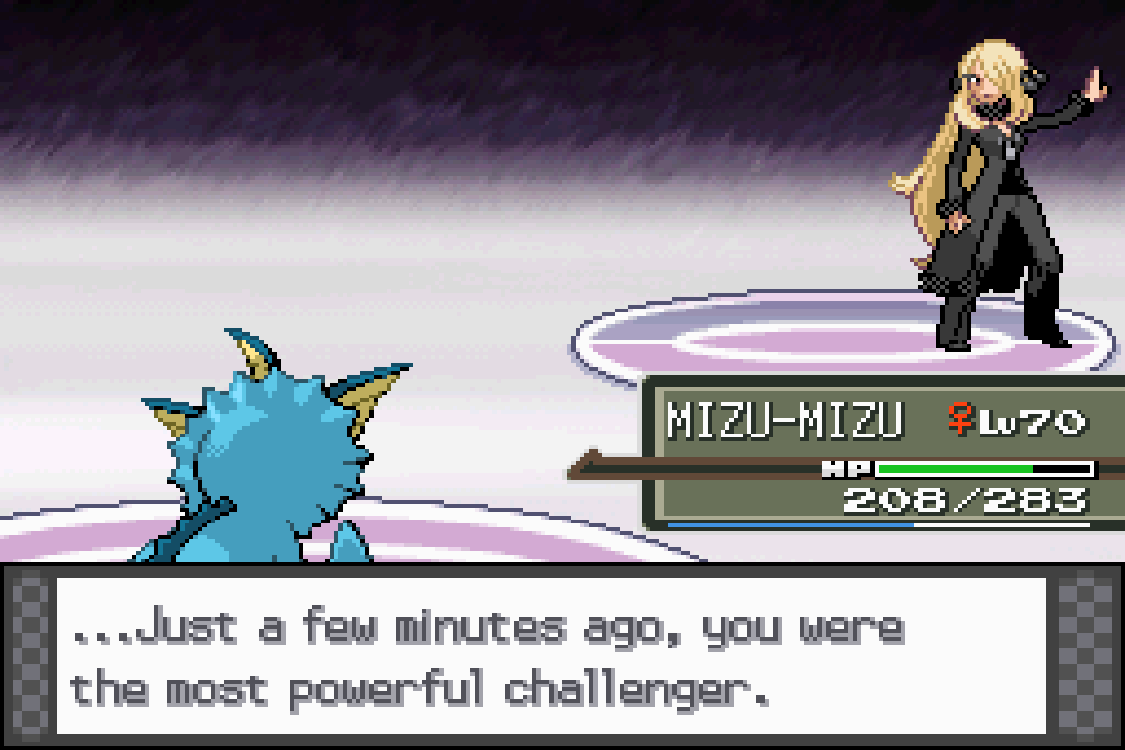 MIZU-MIZU ♀Lv70
HP
208/283
...Just a few minutes ago, you were
the most powerful challenger.